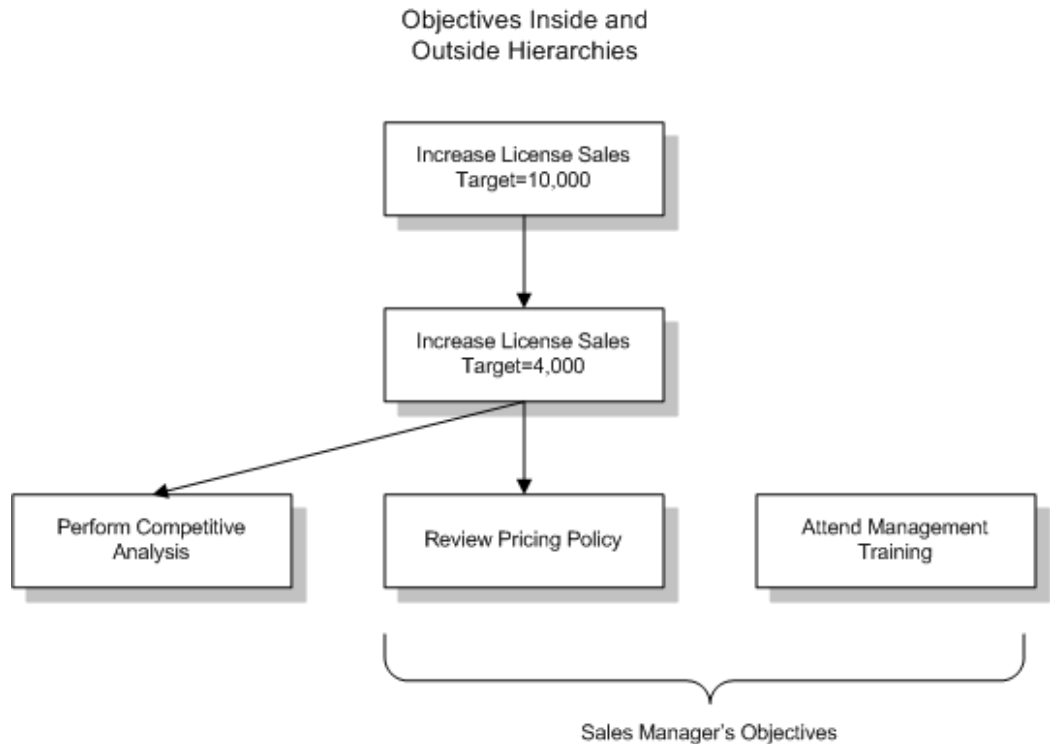 Objectives Inside and
Outside Hierarchies
Increase License Sales
Target=10,000
Increase License Sales
Target=4,000
Perform Competitive
Analysis
Review Pricing Policy
Attend Management
Training
Sales Manager's Objectives